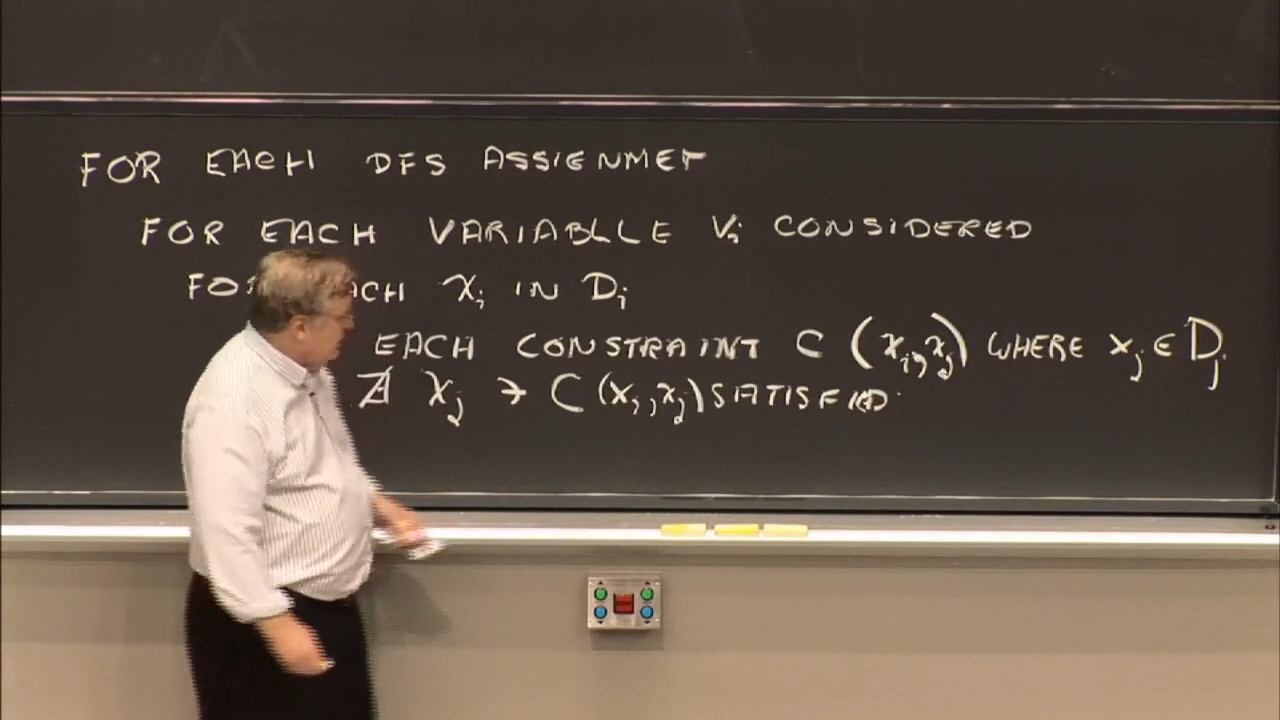 FOR EACH DFS ASSIGNMET
FOR EACH VARIABLLE Vi CONSIDERED
FO ACH Xi IN Di
EACH CONSTRAINT C (xi, xj) WHERE xj ∈ Dj
∄ xj ∋ C(xi, xj) SATISFIED